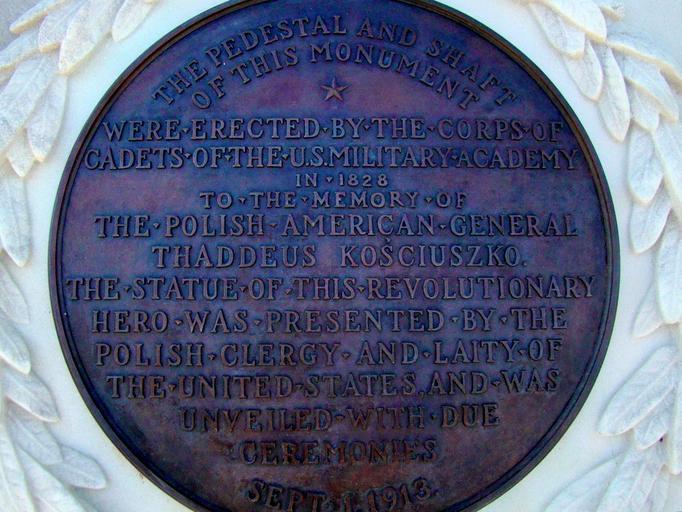 THE PEDESTAL AND SHAFT
OF THIS MONUMENT
WERE·ERECTED·BY·THE·CORPS·OF
CADETS·OF·THE·U.S.MILITARY·ACADEMY
IN·1828
TO·THE·MEMORY·OF
THE·POLISH·AMERICAN·GENERAL
THADDEUS KOŚCIUSZKO.
THE·STATUE·OF·THIS·REVOLUTIONARY
HERO·WAS·PRESENTED·BY·THE
POLISH·CLERGY·AND·LAITY·OF
THE·UNITED·STATES,AND·WAS
UNVEILED·WITH·DUE
CEREMONIES
SEPT.1.1913.